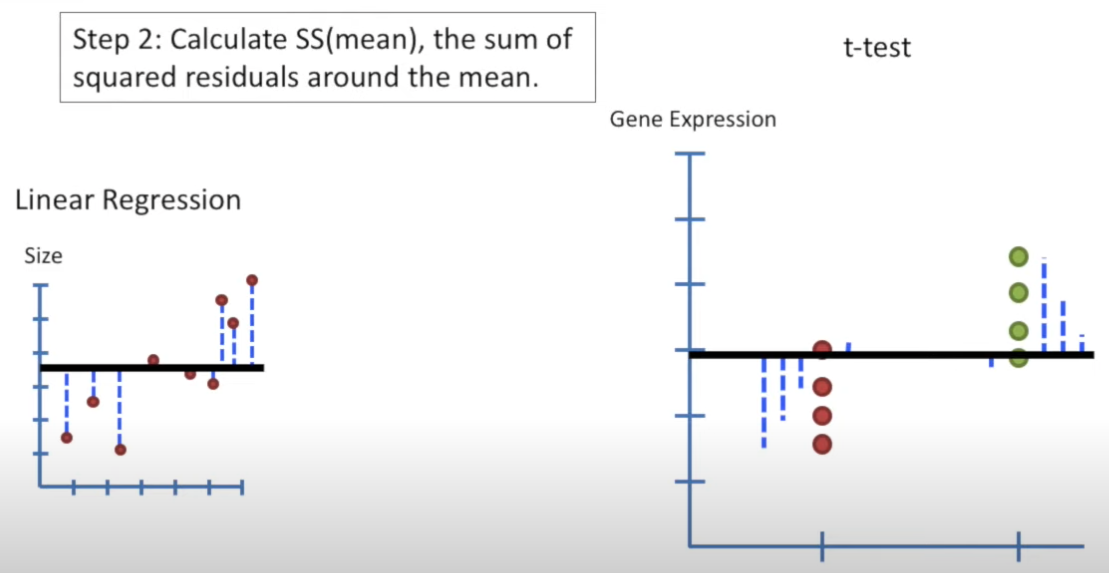 Step 2: Calculate SS(mean), the sum of
squared residuals around the mean.
t-test
Gene Expression
Linear Regression
Size